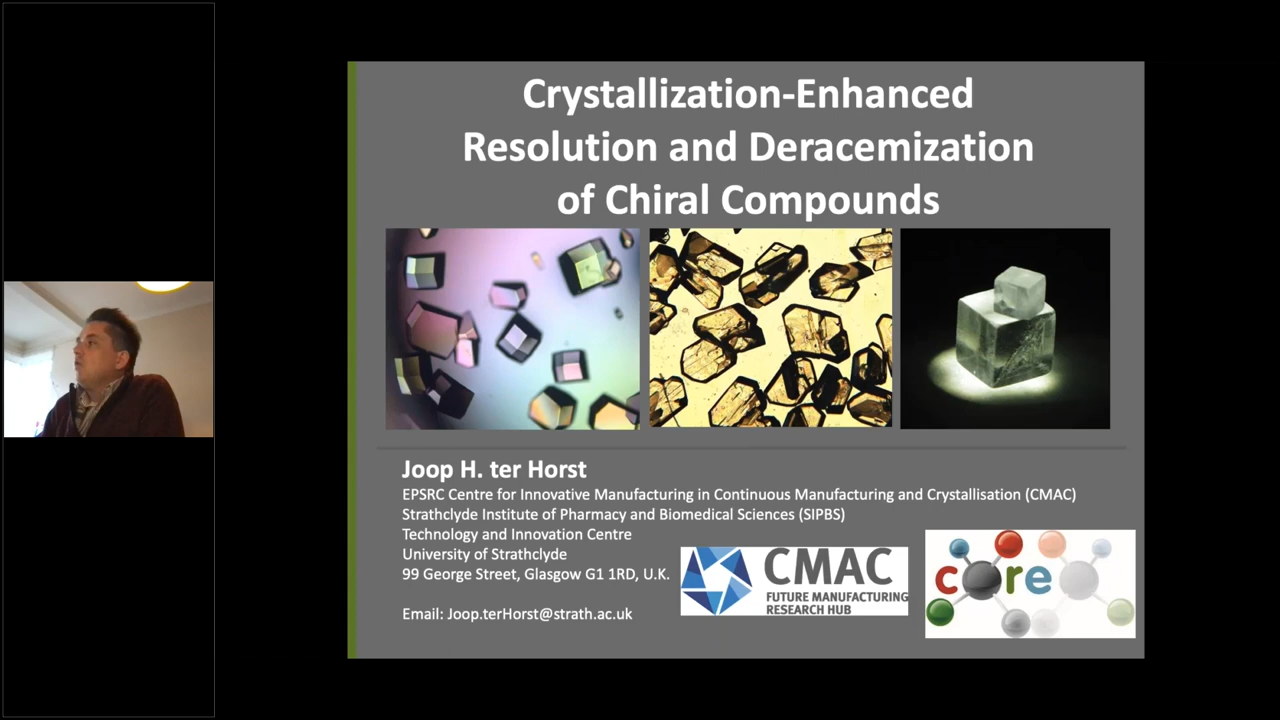 Crystallization-Enhanced
Resolution and Deracemization
of Chiral Compounds
Joop H. ter Horst
EPSRC Centre for Innovative Manufacturing in Continuous Manufacturing and Crystallisation (CMAC)
Strathclyde Institute of Pharmacy and Biomedical Sciences (SIPBS)
Technology and Innovation Centre
University of Strathclyde
99 George Street, Glasgow G1 1RD, U.K.
Email: Joop.terHorst@strath.ac.uk
CMAC
FUTURE MANUFACTURING
RESEARCH HUB
core